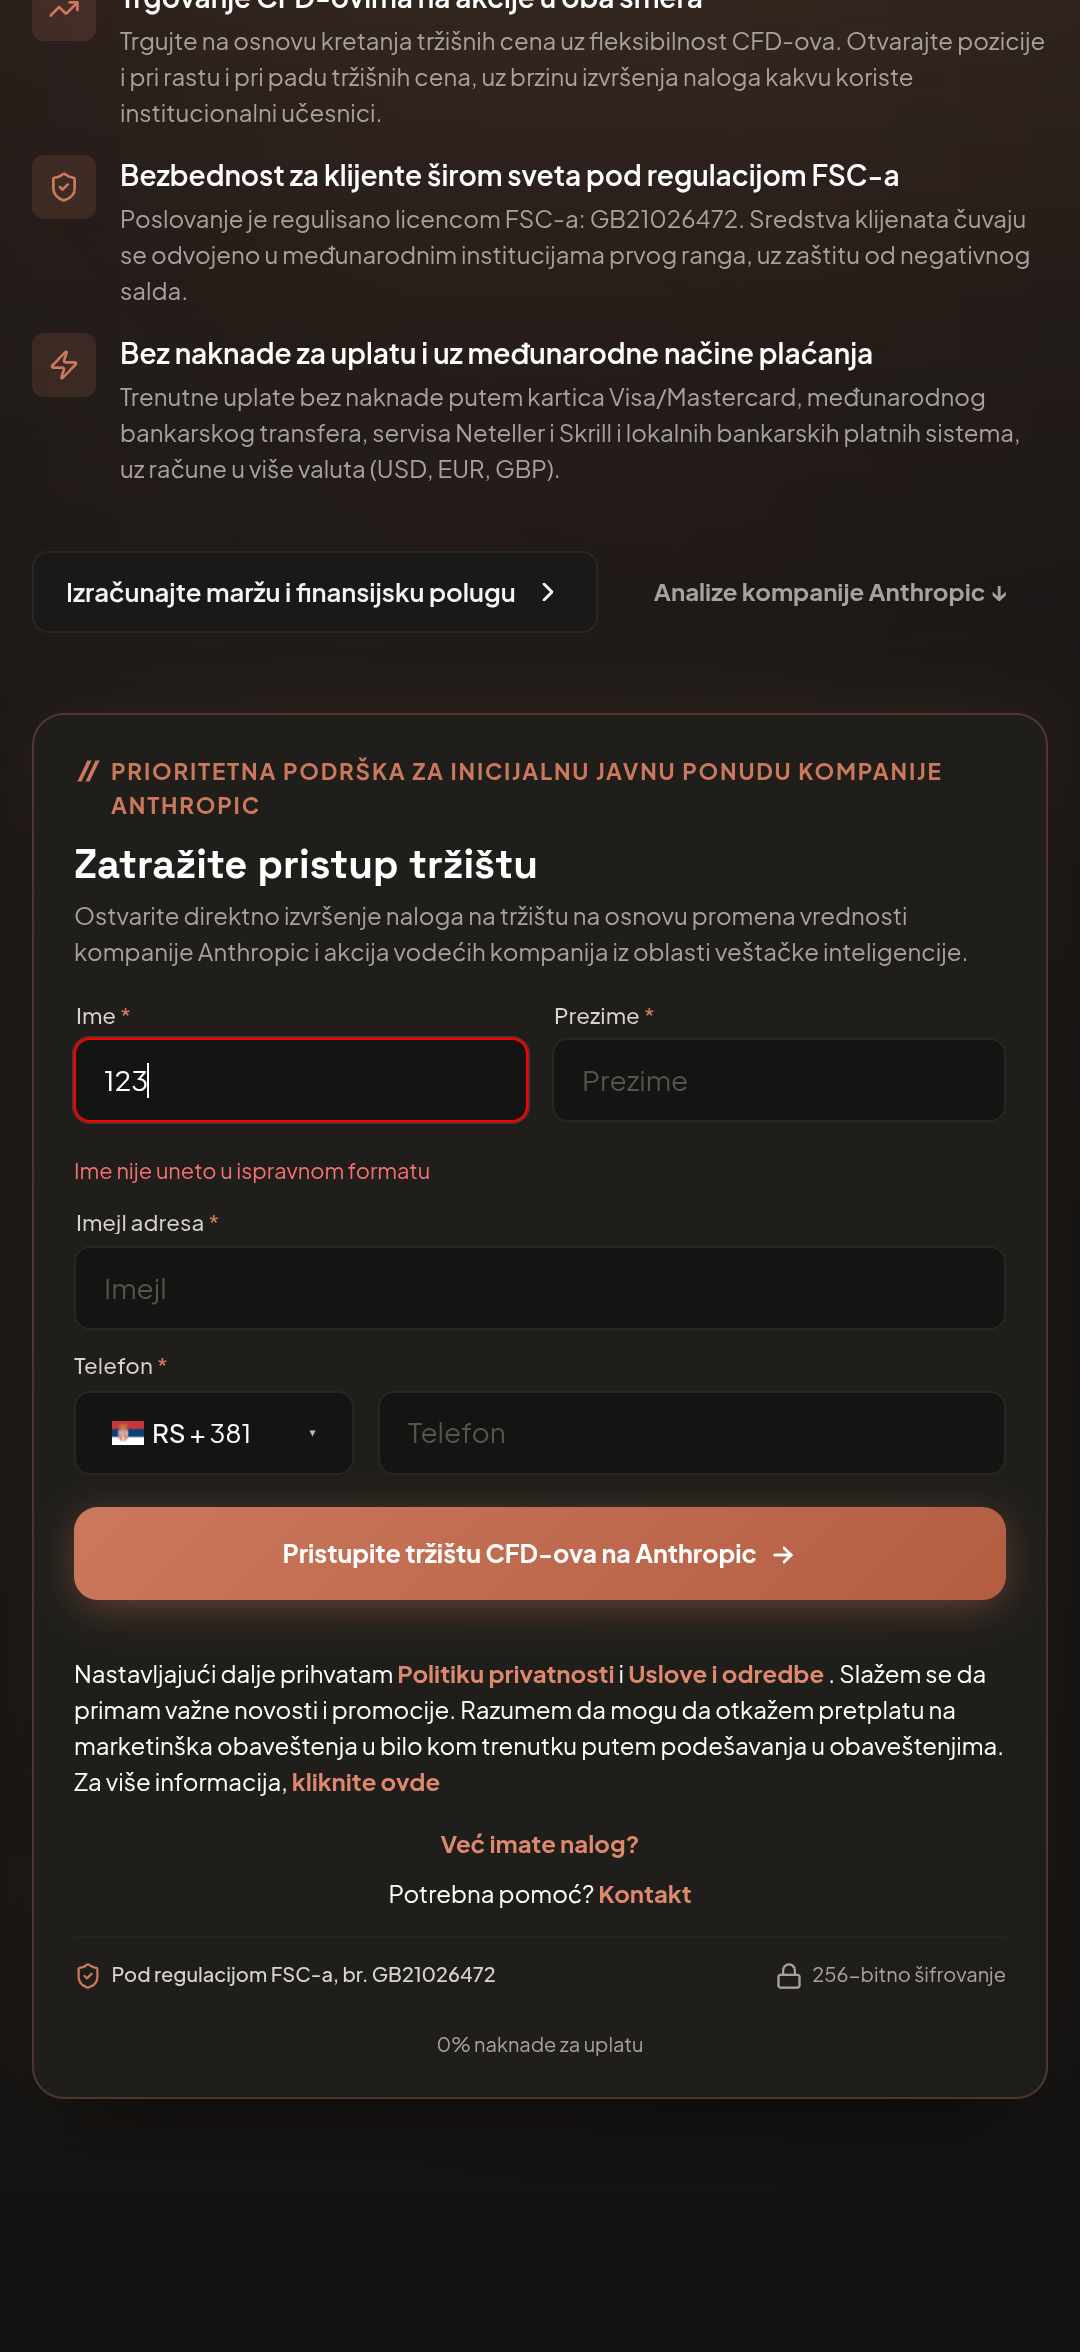 Trgovanje CFD-ovima na akcije u oba smera
Trgujte na osnovu kretanja tržišnih cena uz fleksibilnost CFD-ova. Otvarajte pozicije
i pri rastu i pri padu tržišnih cena, uz brzinu izvršenja naloga kakvu koriste
institucionalni učesnici.
Bezbednost za klijente širom sveta pod regulacijom FSC-a
Poslovanje je regulisano licencom FSC-a: GB21026472. Sredstva klijenata čuvaju
se odvojeno u međunarodnim institucijama prvog ranga, uz zaštitu od negativnog
salda.
Bez naknade za uplatu i uz međunarodne načine plaćanja
Trenutne uplate bez naknade putem kartica Visa/Mastercard, međunarodnog
bankarskog transfera, servisa Neteller i Skrill i lokalnih bankarskih platnih sistema,
uz račune u više valuta (USD, EUR, GBP).
Izračunajte maržu i finansijsku polugu
Analize kompanije Anthropic ↓
// PRIORITETNA PODRŠKA ZA INICIJALNU JAVNU PONUDU KOMPANIJE
ANTHROPIC
Zatražite pristup tržištu
Ostvarite direktno izvršenje naloga na tržištu na osnovu promena vrednosti
kompanije Anthropic i akcija vodećih kompanija iz oblasti veštačke inteligencije.
Ime *
Prezime *
123
Prezime
Ime nije uneto u ispravnom formatu
Imejl adresa *
Imejl
Telefon *
RS + 381
Telefon
Pristupite tržištu CFD-ova na Anthropic →
Nastavljajući dalje prihvatam Politiku privatnosti i Uslove i odredbe . Slažem se da
primam važne novosti i promocije. Razumem da mogu da otkažem pretplatu na
marketinška obaveštenja u bilo kom trenutku putem podešavanja u obaveštenjima.
Za više informacija, kliknite ovde
Već imate nalog?
Potrebna pomoć? Kontakt
Pod regulacijom FSC-a, br. GB21026472
256-bitno šifrovanje
0% naknade za uplatu